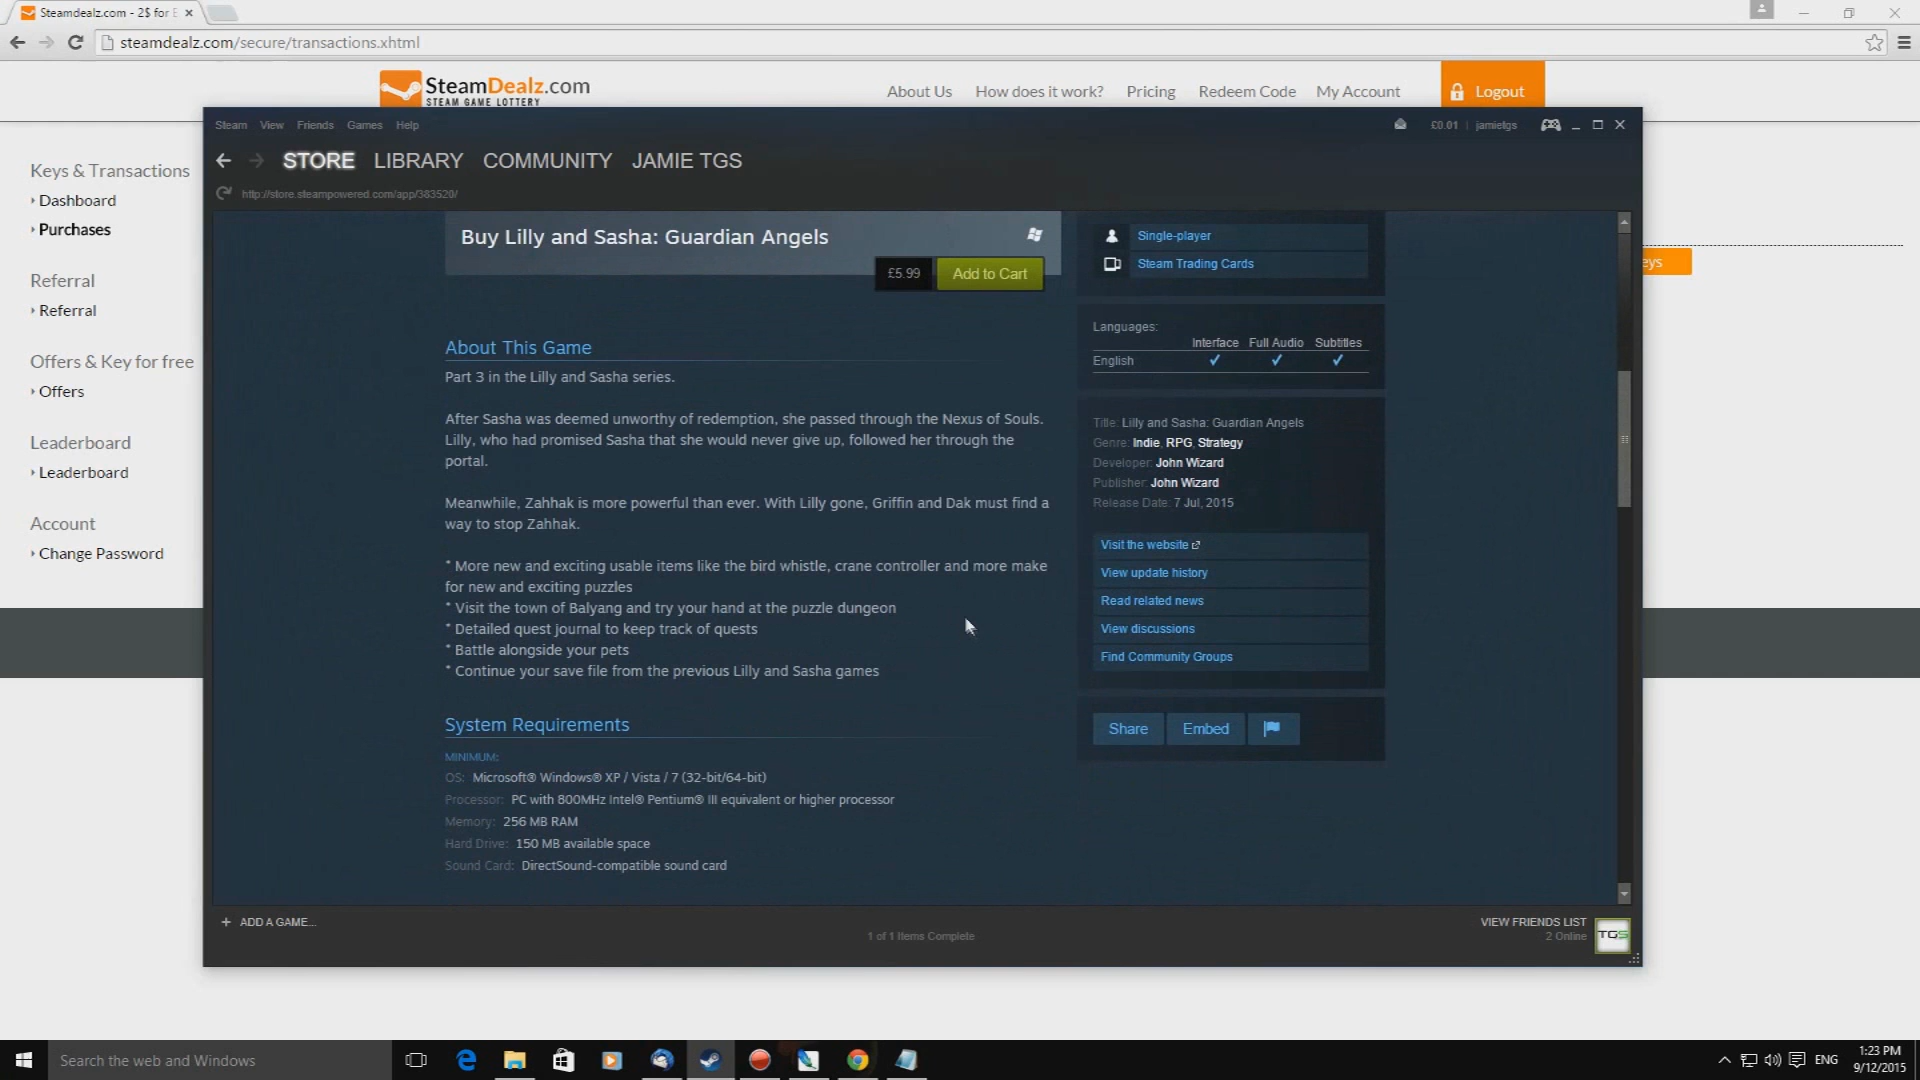 Steamdealz.com - 2$ for
steamdealz.com/secure/transactions.xhtml
SteamDealz.com
STEAM GAME LOTTERY
About Us
How does it work?
Pricing
Redeem Code
My Account
Logout
Keys & Transactions
Dashboard
Purchases
Referral
Referral
Offers & Key for free
Offers
Leaderboard
Leaderboard
Account
Change Password
Steam View Friends Games Help
£0.01 | jamietgs
STORE LIBRARY COMMUNITY JAMIE TGS
http://store.steampowered.com/app/383520/
Buy Lilly and Sasha: Guardian Angels
£5.99
Add to Cart
About This Game
Part 3 in the Lilly and Sasha series.
After Sasha was deemed unworthy of redemption, she passed through the Nexus of Souls.
Lilly, who had promised Sasha that she would never give up, followed her through the
portal.
Meanwhile, Zahhak is more powerful than ever. With Lilly gone, Griffin and Dak must find a
way to stop Zahhak.
* More new and exciting usable items like the bird whistle, crane controller and more make
for new and exciting puzzles
* Visit the town of Balyang and try your hand at the puzzle dungeon
* Detailed quest journal to keep track of quests
* Battle alongside your pets
* Continue your save file from the previous Lilly and Sasha games
System Requirements
MINIMUM:
OS: Microsoft® Windows® XP / Vista / 7 (32-bit/64-bit)
Processor: PC with 800MHz Intel® Pentium® III equivalent or higher processor
Memory: 256 MB RAM
Hard Drive: 150 MB available space
Sound Card: DirectSound-compatible sound card
Single-player
Steam Trading Cards
Languages:
Interface Full Audio Subtitles
English
Title: Lilly and Sasha: Guardian Angels
Genre: Indie, RPG, Strategy
Developer: John Wizard
Publisher: John Wizard
Release Date: 7 Jul, 2015
Visit the website
View update history
Read related news
View discussions
Find Community Groups
Share
Embed
eys
+ ADD A GAME...
1 of 1 Items Complete
VIEW FRIENDS LIST
2 Online
TGS
Search the web and Windows
ENG
1:23 PM
9/12/2015